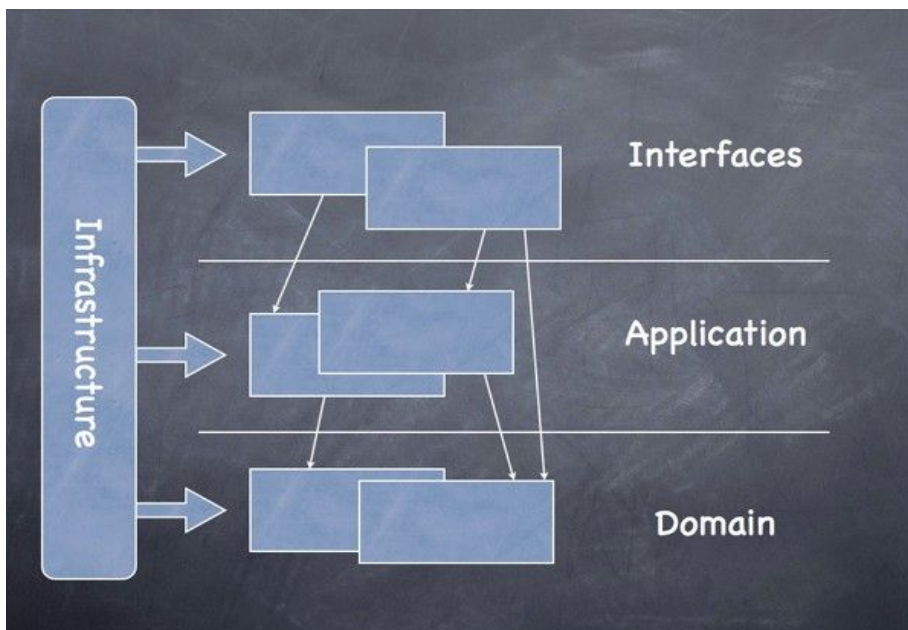 Infrastructure
Interfaces
Application
Domain